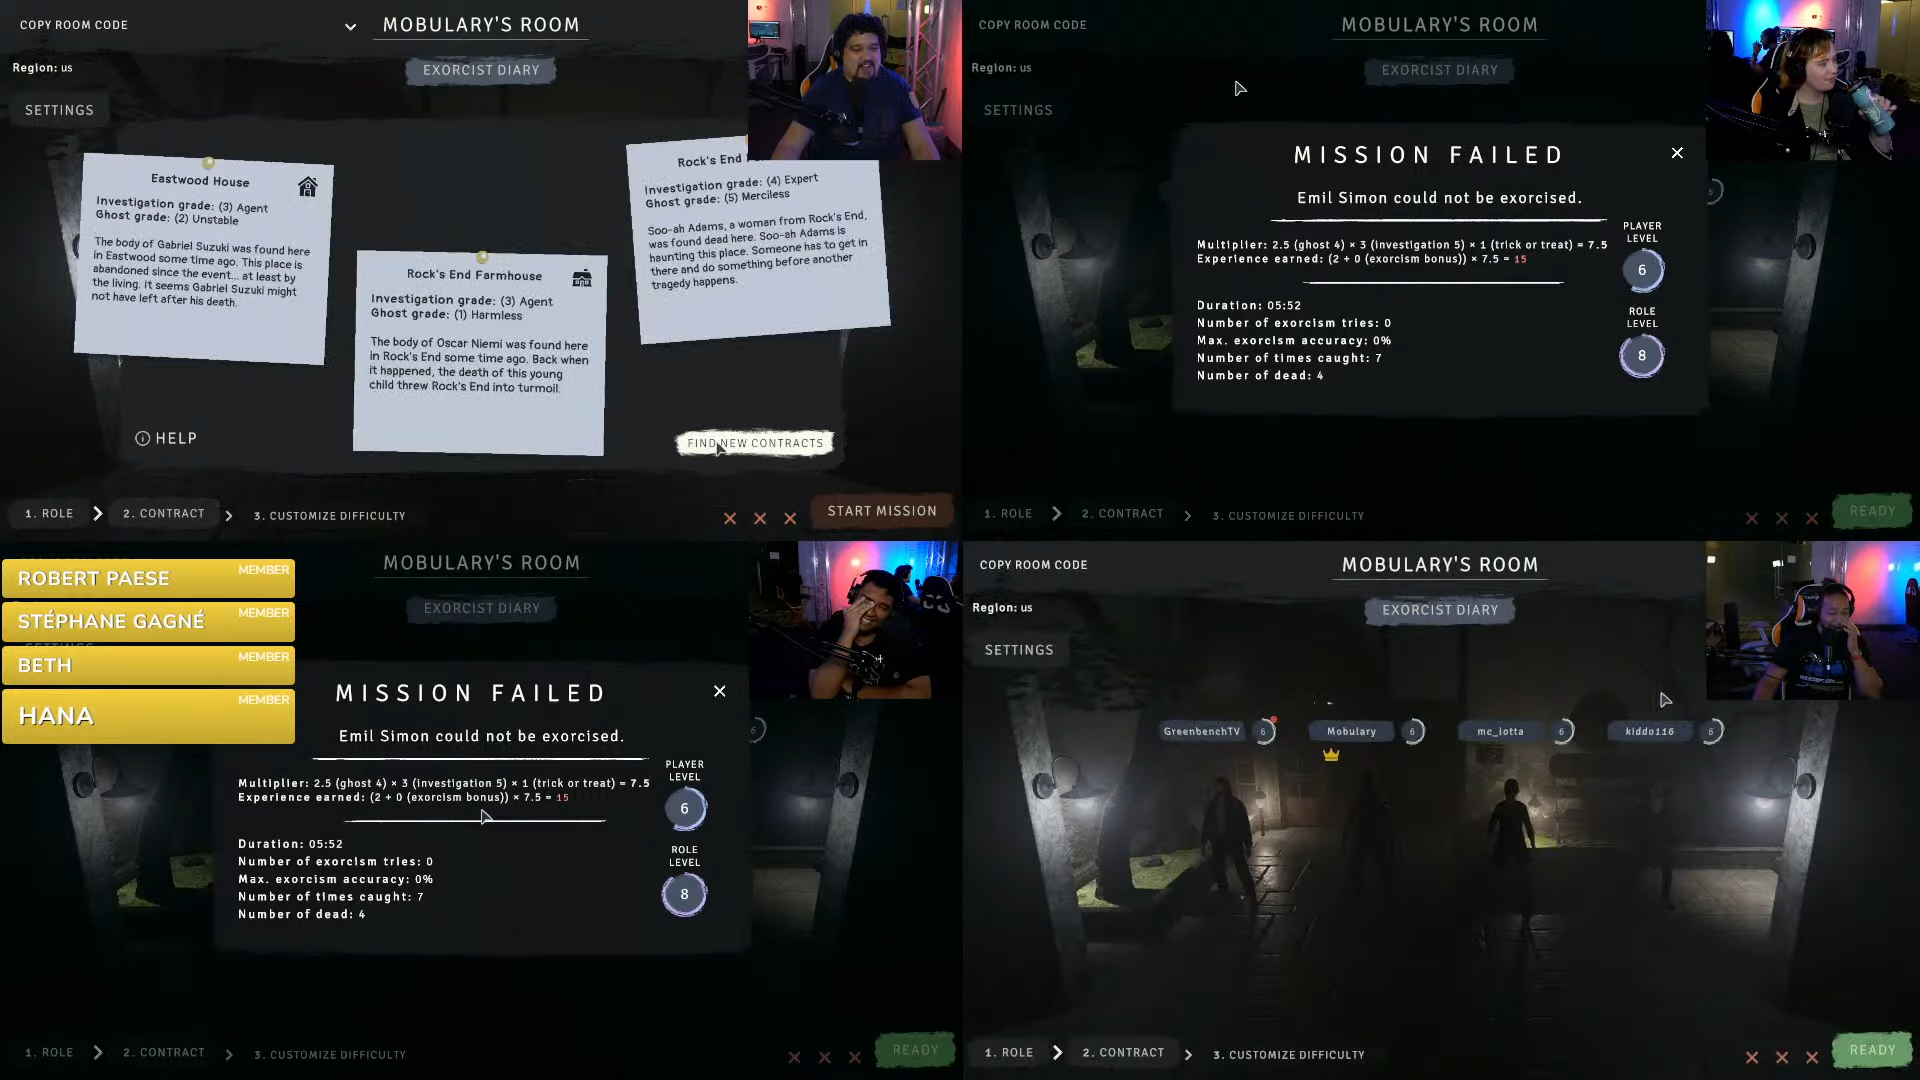 COPY ROOM CODE
MOBULARY'S ROOM
EXORCIST DIARY
Region: us
SETTINGS
Eastwood House
Investigation grade: (3) Agent
Ghost grade: (2) Unstable
The body of Gabriel Suzuki was found here
in Eastwood some time ago. This place is
abandoned since the event... at least by
the living. It seems Gabriel Suzuki might
not have left after his death.
Rock's End Farmhouse
Investigation grade: (3) Agent
Ghost grade: (1) Harmless
The body of Oscar Niemi was found here
in Rock's End some time ago. Back when
it happened, the death of this young
child threw Rock's End into turmoil.
Rock's End
Investigation grade: (4) Expert
Ghost grade: (5) Merciless
Soo-ah Adams, a woman from Rock's End,
was found dead here. Soo-ah Adams is
haunting this place. Someone has to get in
there and do something before another
tragedy happens.
HELP
FIND NEW CONTRACTS
1. ROLE
2. CONTRACT
3. CUSTOMIZE DIFFICULTY
START MISSION
COPY ROOM CODE
MOBULARY'S ROOM
EXORCIST DIARY
Region: us
SETTINGS
MISSION FAILED
Emil Simon could not be exorcised.
Multiplier: 2.5 (ghost 4) × 3 (investigation 5) × 1 (trick or treat) = 7.5
Experience earned: (2 + 0 (exorcism bonus)) × 7.5 = 15
Duration: 05:52
Number of exorcism tries: 0
Max. exorcism accuracy: 0%
Number of times caught: 7
Number of dead: 4
PLAYER
LEVEL
6
ROLE
LEVEL
8
1. ROLE
2. CONTRACT
3. CUSTOMIZE DIFFICULTY
READY
ROBERT PAESE
MEMBER
STÉPHANE GAGNÉ
MEMBER
BETH
MEMBER
HANA
MEMBER
MOBULARY'S ROOM
EXORCIST DIARY
MISSION FAILED
Emil Simon could not be exorcised.
Multiplier: 2.5 (ghost 4) × 3 (investigation 5) × 1 (trick or treat) = 7.5
Experience earned: (2 + 0 (exorcism bonus)) × 7.5 = 15
Duration: 05:52
Number of exorcism tries: 0
Max. exorcism accuracy: 0%
Number of times caught: 7
Number of dead: 4
PLAYER
LEVEL
6
ROLE
LEVEL
8
1. ROLE
2. CONTRACT
3. CUSTOMIZE DIFFICULTY
READY
COPY ROOM CODE
MOBULARY'S ROOM
EXORCIST DIARY
Region: us
SETTINGS
GreenbenchTV 6
Mobulary 6
mc_lotta 6
kiddo116 6
1. ROLE
2. CONTRACT
3. CUSTOMIZE DIFFICULTY
READY